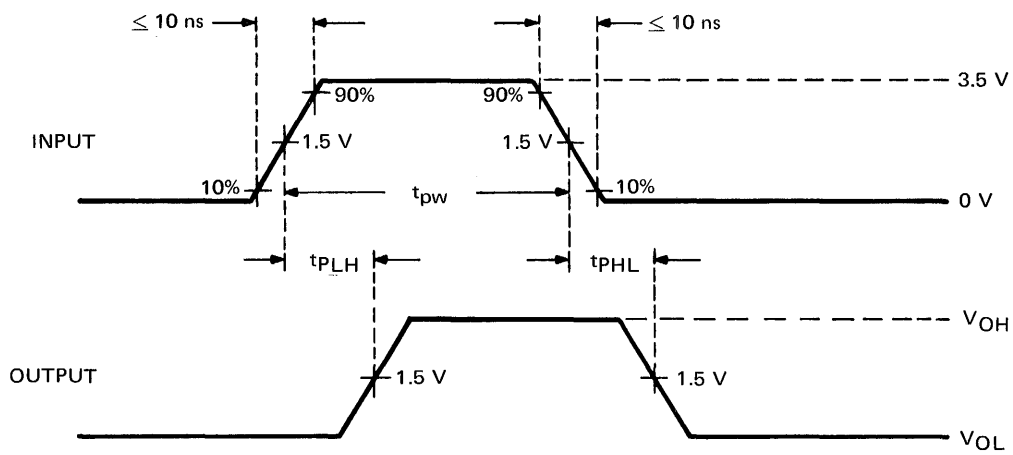 ≤ 10 ns ≤ 10 ns
3.5 V
90% 90%
INPUT 1.5 V 1.5 V
10% 10%
tpw
0 V
tPLH tPHL
VOH
OUTPUT 1.5 V 1.5 V
VOL